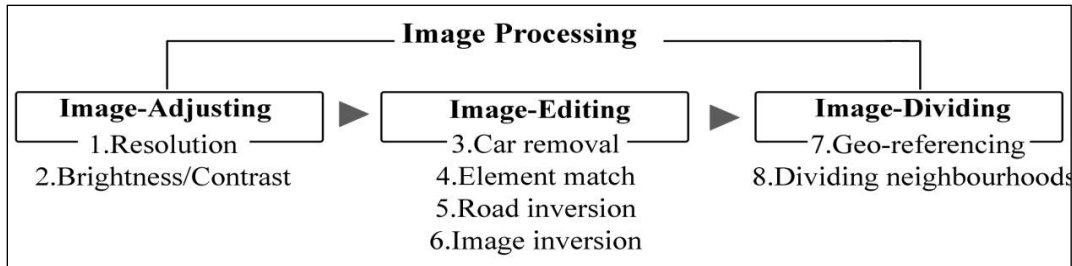 Image Processing
Image-Adjusting
1.Resolution
2.Brightness/Contrast
Image-Editing
3.Car removal
4.Element match
5.Road inversion
6.Image inversion
Image-Dividing
7.Geo-referencing
8.Dividing neighbourhoods